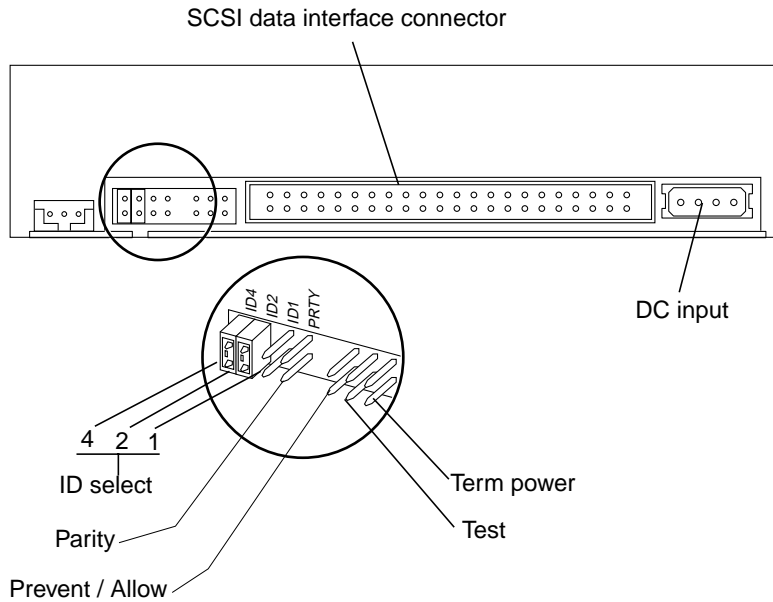 SCSI data interface connector
DC input
ID4
ID2
ID1
PRTY
4 2 1
ID select
Term power
Test
Parity
Prevent / Allow